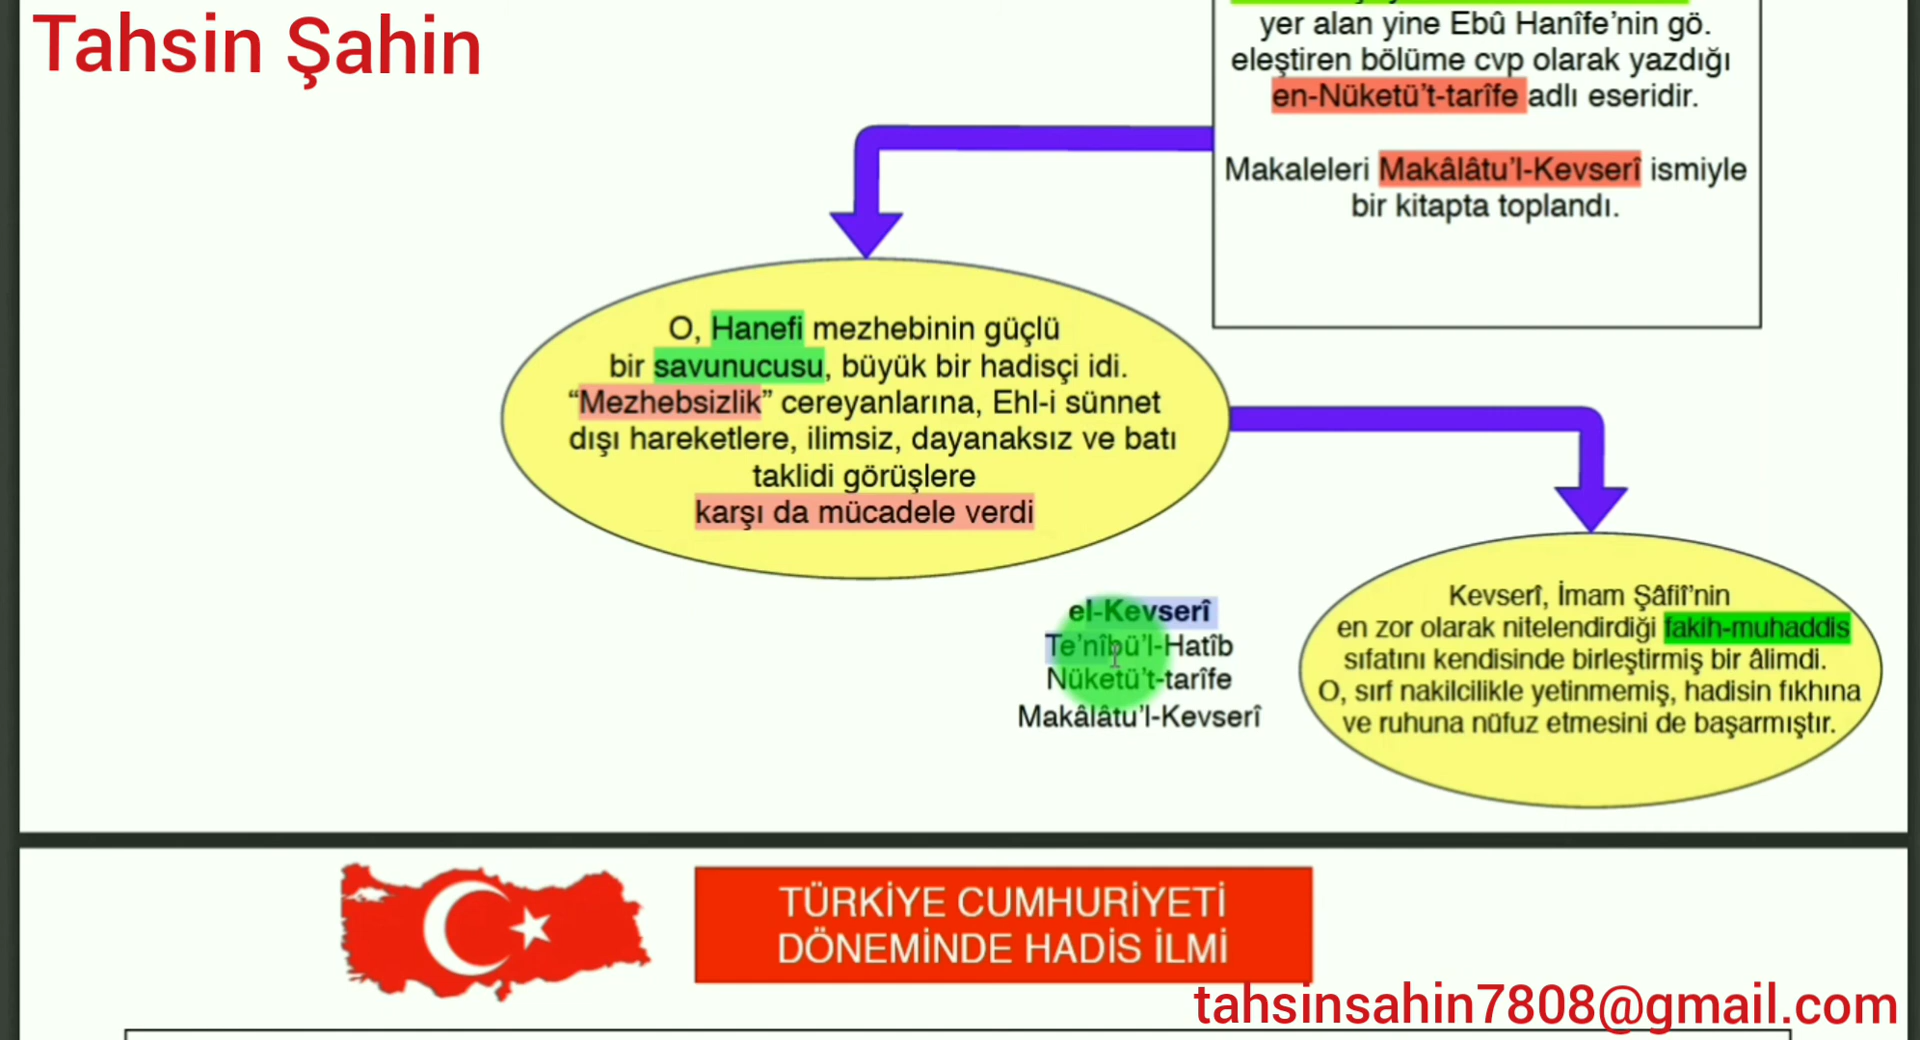 Tahsin Şahin
yer alan yine Ebû Hanîfe’nin gö.
eleştiren bölüme cvp olarak yazdığı
en-Nüketü’t-tarîfe adlı eseridir.
Makaleleri Makâlâtu’l-Kevserî ismiyle
bir kitapta toplandı.
O, Hanefi mezhebinin güçlü
bir savunucusu, büyük bir hadisçi idi.
“Mezhebsizlik” cereyanlarına, Ehl-i sünnet
dışı hareketlere, ilimsiz, dayanaksız ve batı
taklidi görüşlere
karşı da mücadele verdi
el-Kevserî
Te’nîbü’l-Hatîb
Nüketü’t-tarîfe
Makâlâtu’l-Kevserî
Kevserî, İmam Şâfiî’nin
en zor olarak nitelendirdiği fakih-muhaddis
sıfatını kendisinde birleştirmiş bir âlimdi.
O, sırf nakilcilikle yetinmemiş, hadisin fıkhına
ve ruhuna nüfuz etmesini de başarmıştır.
TÜRKİYE CUMHURİYETİ
DÖNEMİNDE HADİS İLMİ
tahsinsahin7808@gmail.com